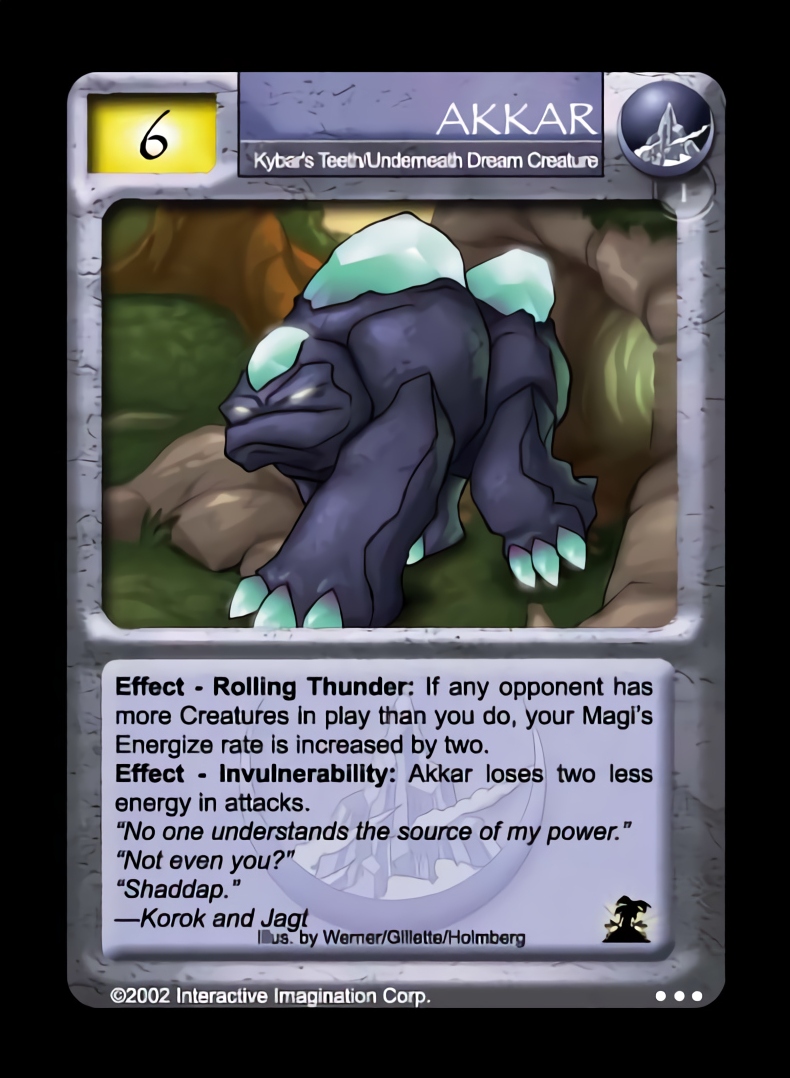 6
AKKAR
Kybar's Teeth/Underneath Dream Creature
1
Effect - Rolling Thunder: If any opponent has
more Creatures in play than you do, your Magi's
Energize rate is increased by two.
Effect - Invulnerability: Akkar loses two less
energy in attacks.
"No one understands the source of my power."
"Not even you?"
"Shaddap."
—Korok and Jagt
Illus. by Werner/Gillette/Holmberg
©2002 Interactive Imagination Corp.